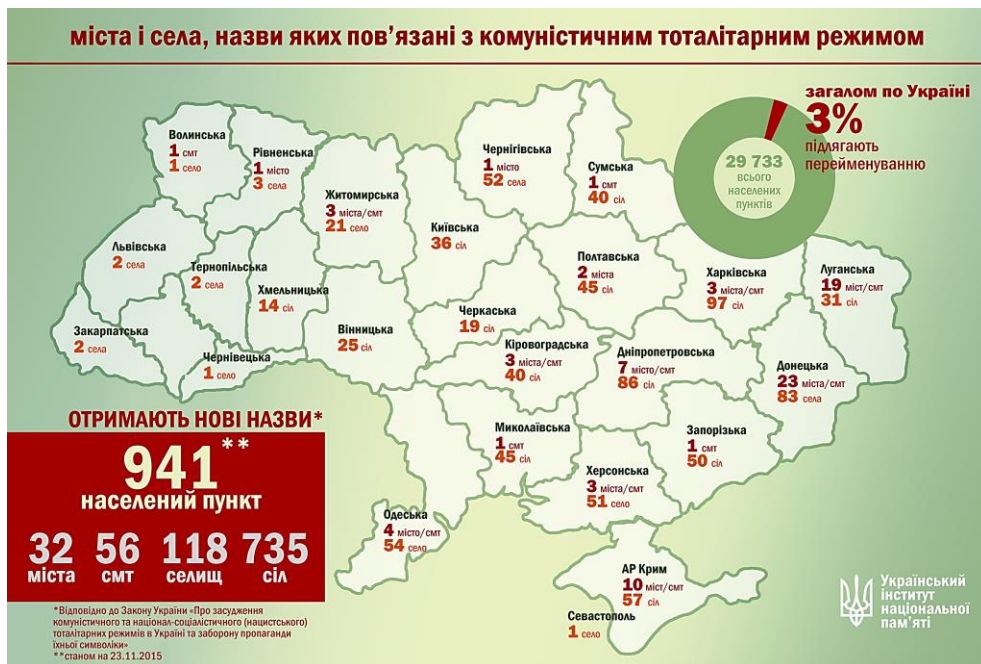 міста і села, назви яких пов'язані з комуністичним тоталітарним режимом
загалом по Україні
3%
підлягають
перейменуванню
29 733
всього
населених
пунктів
Волинська
1 смт
1 село
Рівненська
1 місто
3 села
Житомирська
3 міста/смт
21 село
Чернігівська
1 місто
52 села
Сумська
1 смт
40 сіл
Київська
36 сіл
Львівська
2 села
Тернопільська
2 села
Хмельницька
14 сіл
Полтавська
2 міста
45 сіл
Харківська
3 міста/смт
97 сіл
Луганська
19 міст/смт
31 сіл
Закарпатська
2 села
Чернівецька
1 село
Вінницька
25 сіл
Черкаська
19 сіл
Кіровоградська
3 міста/смт
40 сіл
Дніпропетровська
7 місто/смт
86 сіл
Донецька
23 міста/смт
83 села
Миколаївська
1 смт
45 сіл
Запорізька
1 смт
50 сіл
Херсонська
3 міста/смт
51 село
Одеська
4 місто/смт
54 село
АР Крим
10 міст/смт
57 сіл
Севастополь
1 село
ОТРИМАЮТЬ НОВІ НАЗВИ*
941**
населений пункт
32 56 118 735
міста смт селищ сіл
*Відповідно до Закону України «Про засудження
комуністичного та націонал-соціалістичного (нацистського)
тоталітарних режимів в Україні та заборону пропаганди
їхньої символіки»
**станом на 23.11.2015
Український
інститут
національної
пам'яті